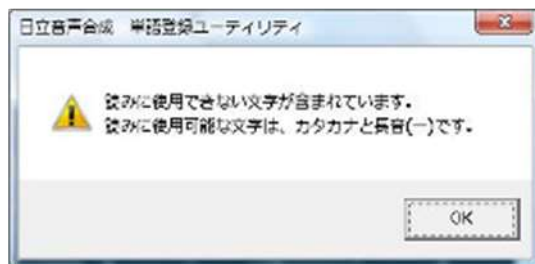 日立音声合成　単語登録ユーティリティ
読みに使用できない文字が含まれています。
読みに使用可能な文字は、カタカナと長音(ー)です。
OK